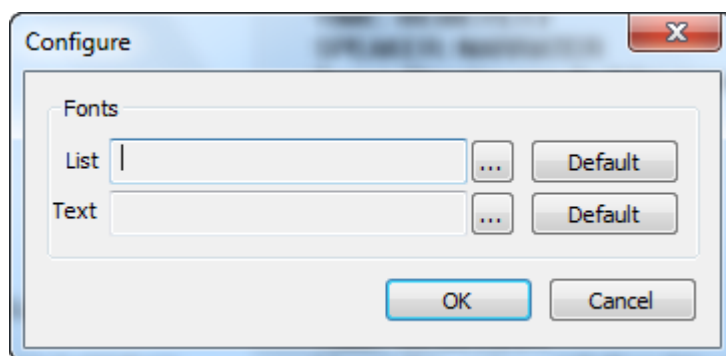 Configure
Fonts
List ... Default
Text ... Default
OK Cancel